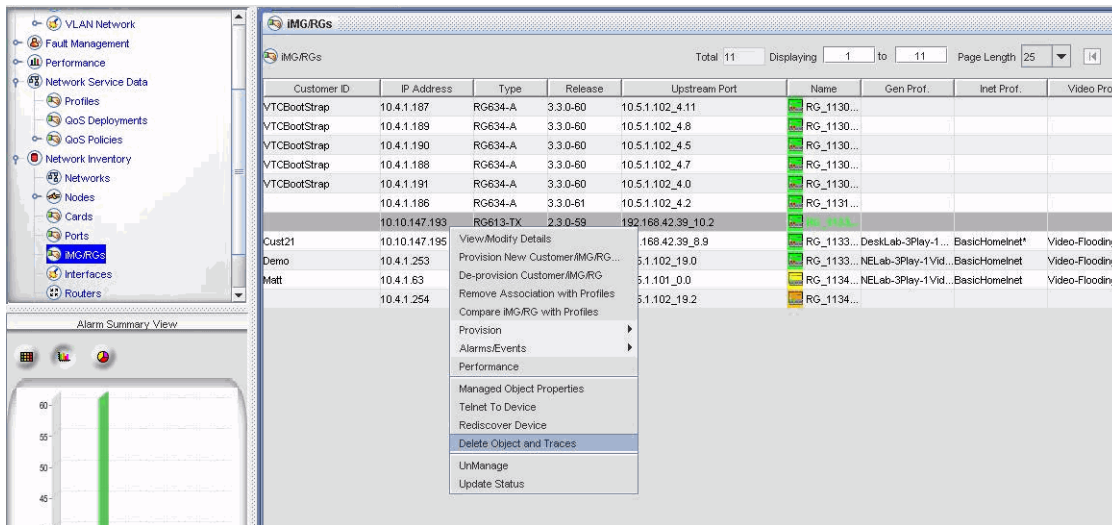 VLAN Network
Fault Management
Performance
Network Service Data
Profiles
QoS Deployments
QoS Policies
Network Inventory
Networks
Nodes
Cards
Ports
iMG/RGs
Interfaces
Routers
Alarm Summary View
60
55
50
45
iMG/RGs
iMG/RGs Total 11 Displaying 1 to 11 Page Length 25
Customer ID IP Address Type Release Upstream Port Name Gen Prof. Inet Prof. Video Pro
VTCBootStrap 10.4.1.187 RG634-A 3.3.0-60 10.5.1.102_4.11 RG_1130...
VTCBootStrap 10.4.1.189 RG634-A 3.3.0-60 10.5.1.102_4.8 RG_1130...
VTCBootStrap 10.4.1.190 RG634-A 3.3.0-60 10.5.1.102_4.5 RG_1130...
VTCBootStrap 10.4.1.188 RG634-A 3.3.0-60 10.5.1.102_4.7 RG_1130...
VTCBootStrap 10.4.1.191 RG634-A 3.3.0-60 10.5.1.102_4.0 RG_1130...
10.4.1.186 RG634-A 3.3.0-61 10.5.1.102_4.2 RG_1131...
10.10.147.193 RG613-TX 2.3.0-59 192.168.42.39_10.2
Cust21 10.10.147.195 .168.42.39_8.9 RG_1133... DeskLab-3Play-1... BasicHomeInet* Video-Flooding
Demo 10.4.1.253 5.1.102_19.0 RG_1133... NELab-3Play-1Vid... BasicHomeInet Video-Flooding
Matt 10.4.1.63 5.1.101_0.0 RG_1134... NELab-3Play-1Vid... BasicHomeInet Video-Flooding
10.4.1.254 5.1.102_19.2 RG_1134...
View/Modify Details
Provision New Customer/iMG/RG...
De-provision Customer/iMG/RG
Remove Association with Profiles
Compare iMG/RG with Profiles
Provision
Alarms/Events
Performance
Managed Object Properties
Telnet To Device
Rediscover Device
Delete Object and Traces
UnManage
Update Status